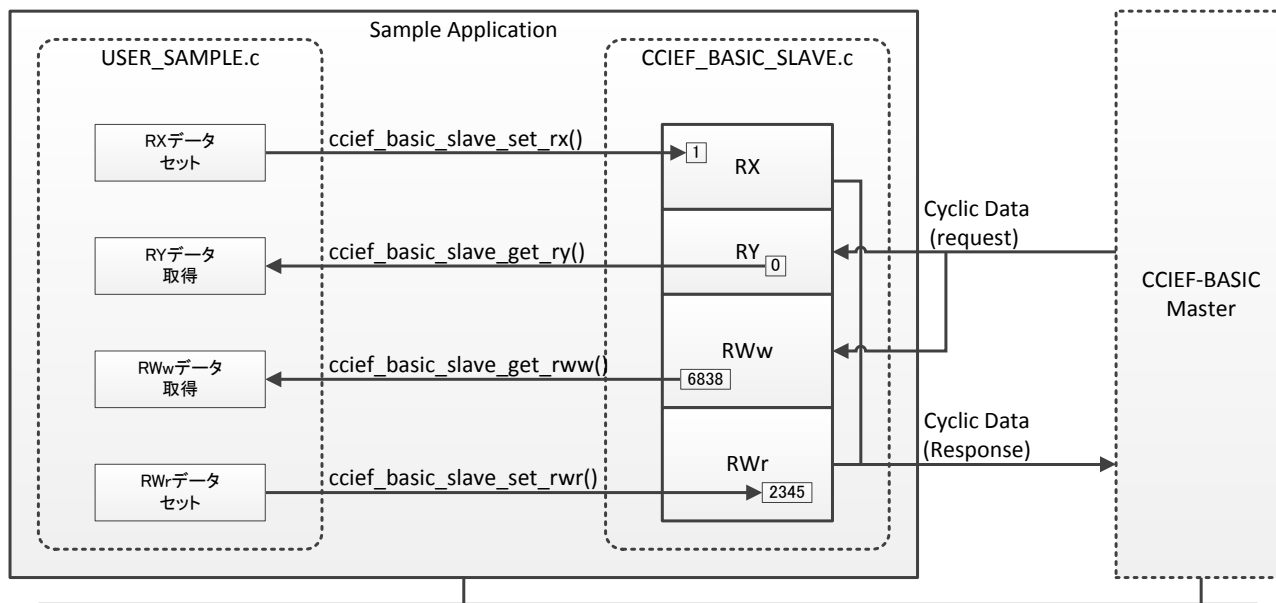 Sample Application
USER_SAMPLE.c
CCIEF_BASIC_SLAVE.c
RXデータ
セット
ccief_basic_slave_set_rx()
1
RX
RYデータ
取得
ccief_basic_slave_get_ry()
RY
0
Cyclic Data
(request)
CCIEF-BASIC
Master
RWwデータ
取得
ccief_basic_slave_get_rww()
RWw
6838
RWrデータ
セット
ccief_basic_slave_set_rwr()
RWr
2345
Cyclic Data
(Response)